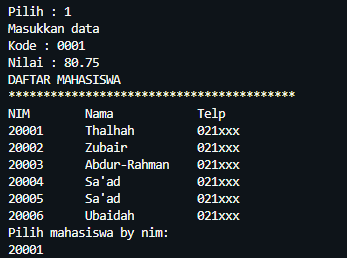 Pilih : 1
Masukkan data
Kode : 0001
Nilai : 80.75
DAFTAR MAHASISWA
*****************************************
NIM Nama Telp
20001 Thalhah 021xxx
20002 Zubair 021xxx
20003 Abdur-Rahman 021xxx
20004 Sa'ad 021xxx
20005 Sa'ad 021xxx
20006 Ubaidah 021xxx
Pilih mahasiswa by nim:
20001